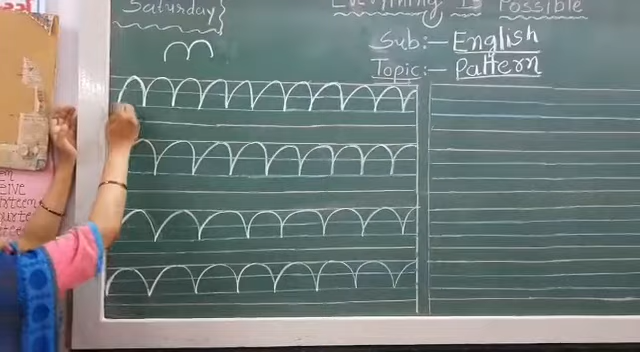 Saturday
Everything Is Possible
Sub:- English
Topic:- Pattern